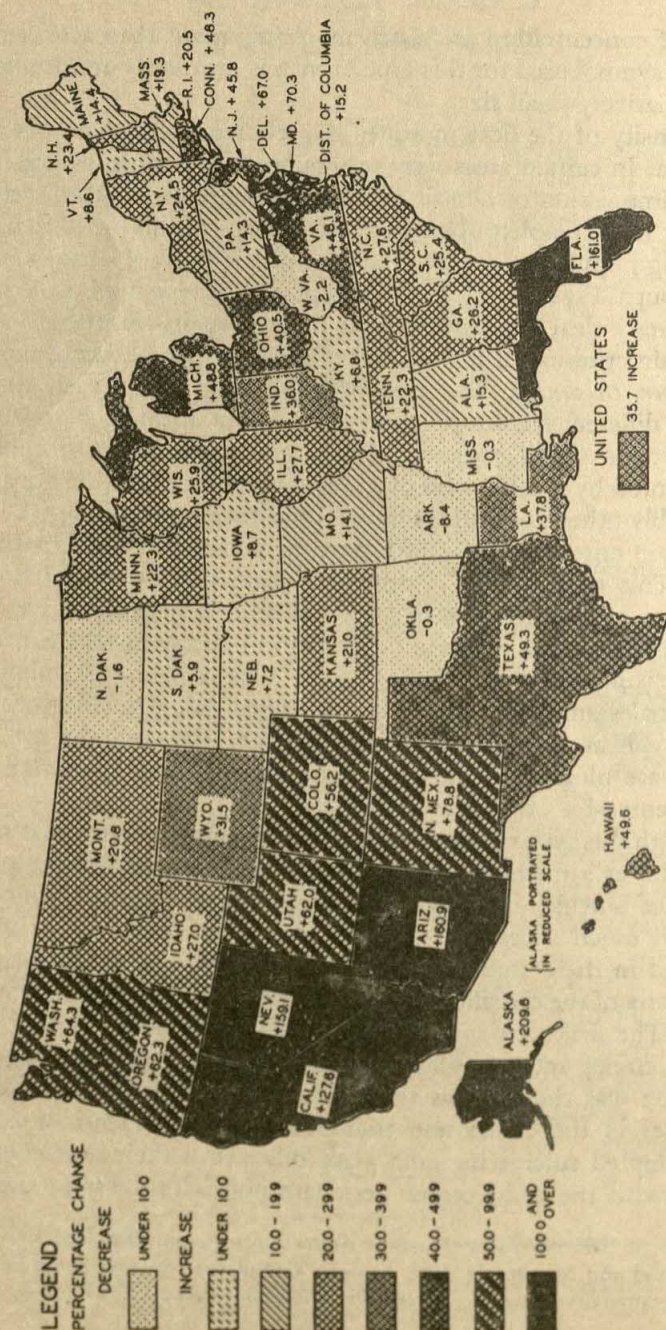 LEGEND
PERCENTAGE CHANGE
DECREASE
UNDER 10.0
INCREASE
UNDER 10.0
10.0 - 19.9
20.0 - 29.9
30.0 - 39.9
40.0 - 49.9
50.0 - 99.9
100.0 AND
OVER
WASH.
+64.3
OREGON
+62.3
CALIF.
+127.6
NEV.
+159.1
IDAHO
+27.0
MONT.
+20.8
WYO.
+31.5
UTAH
+62.0
COLO.
+56.2
ARIZ.
+160.9
N. MEX.
+78.8
N. DAK.
-1.6
S. DAK.
+5.9
NEB.
+7.2
KANSAS
+21.0
OKLA.
-0.3
TEXAS
+49.3
MINN.
+22.3
IOWA
+8.7
MO.
+14.1
ARK.
-8.4
LA.
+37.8
WIS.
+25.9
ILL.
+27.7
MICH.
+48.8
IND.
+36.0
OHIO
+40.5
KY.
+6.8
TENN.
+22.3
MISS.
-0.3
ALA.
+15.3
GA.
+26.2
FLA.
+161.0
S.C.
+25.4
N.C.
+27.6
VA.
+48.1
W. VA.
-2.2
PA.
+14.3
N.Y.
+24.5
VT.
+8.6
N.H.
+23.4
MAINE
+14.4
MASS.
+19.3
R.I. +20.5
CONN. +48.3
N.J. +45.8
DEL. +67.0
MD. +70.3
DIST. OF COLUMBIA
+15.2
ALASKA
+209.6
ALASKA PORTRAYED
IN REDUCED SCALE
HAWAII
+49.6
UNITED STATES
35.7 INCREASE